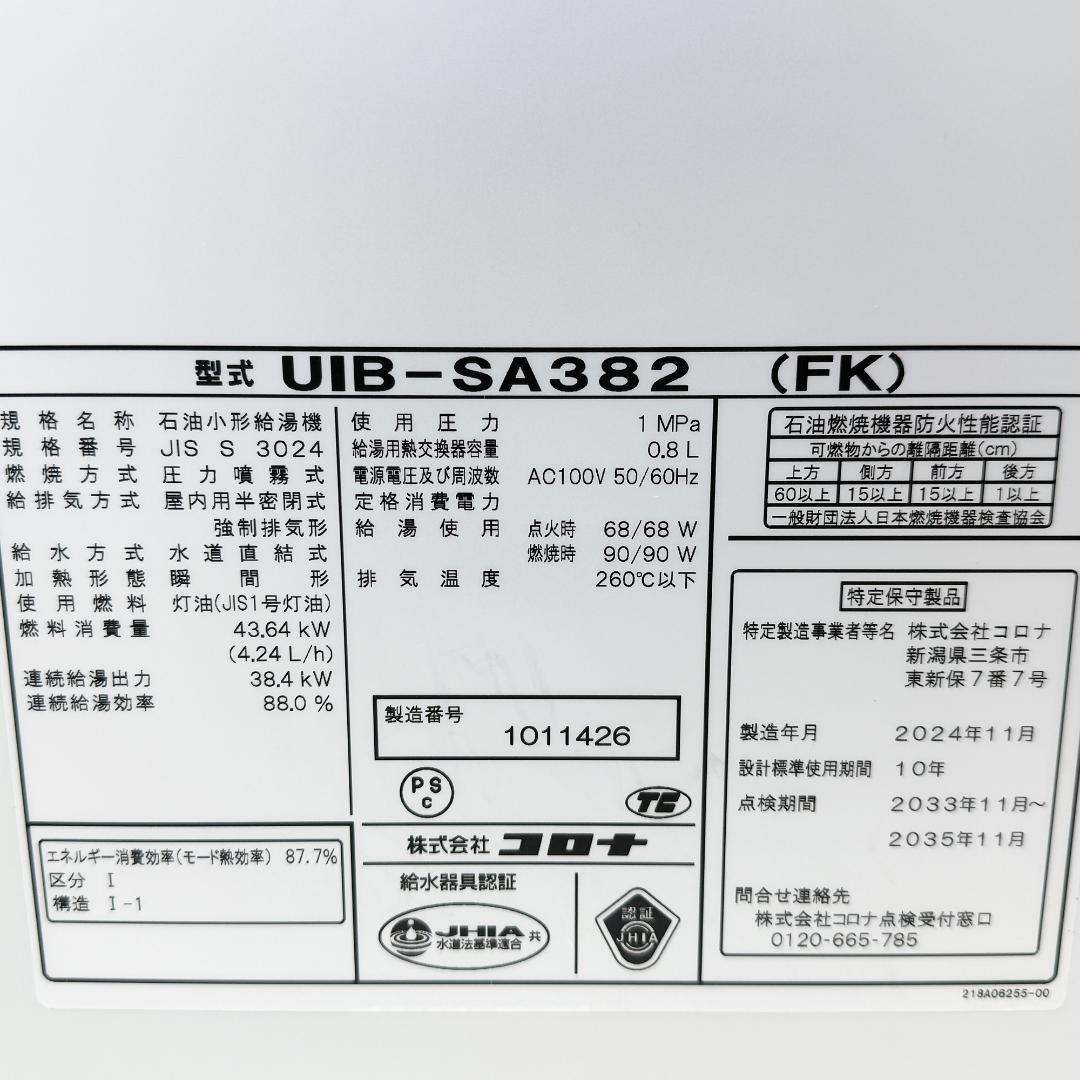 型式 UIB-SA382 (FK)
規格名称 石油小形給湯機
規格番号 JIS S 3024
燃焼方式 圧力噴霧式
給排気方式 屋内用半密閉式
強制排気形
給水方式 水道直結式
加熱形態 瞬間形
使用燃料 灯油(JIS1号灯油)
燃料消費量 43.64 kW
(4.24 L/h)
連続給湯出力 38.4 kW
連続給湯効率 88.0 %
エネルギー消費効率(モード熱効率) 87.7%
区分 I
構造 I-1
使用圧力 1 MPa
給湯用熱交換器容量 0.8 L
電源電圧及び周波数 AC100V 50/60Hz
定格消費電力
給湯使用 点火時 68/68 W
燃焼時 90/90 W
排気温度 260℃以下
製造番号
1011426
PS
C
TE
株式会社 コロナ
給水器具認証
JHIA
水道法基準適合
共
認証
JHIA
石油燃焼機器防火性能認証
可燃物からの離隔距離(cm)
上方 側方 前方 後方
60以上 15以上 15以上 1以上
一般財団法人日本燃焼機器検査協会
特定保守製品
特定製造事業者等名 株式会社コロナ
新潟県三条市
東新保7番7号
製造年月 2024年11月
設計標準使用期間 10年
点検期間 2033年11月～
2035年11月
問合せ連絡先
株式会社コロナ点検受付窓口
0120-665-785
218A06255-00